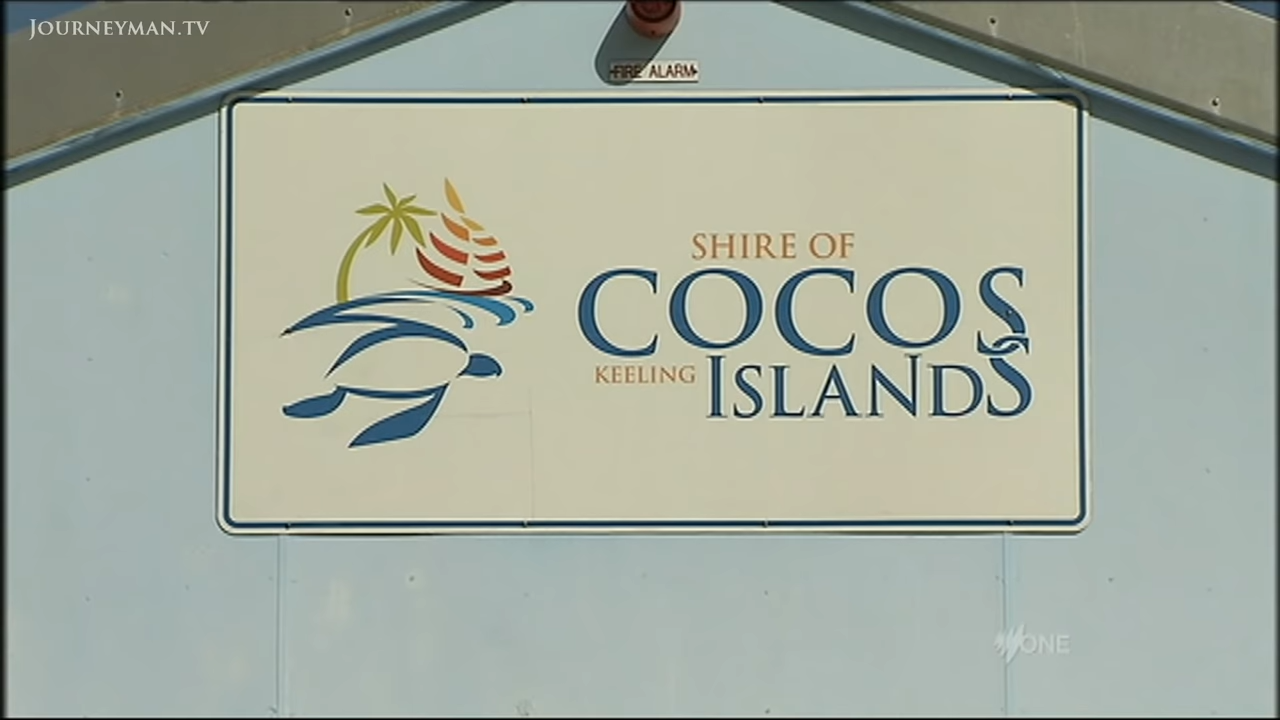 JOURNEYMAN.TV
FIRE ALARM
SHIRE OF
COCOS
KEELING ISLANDS
ONE